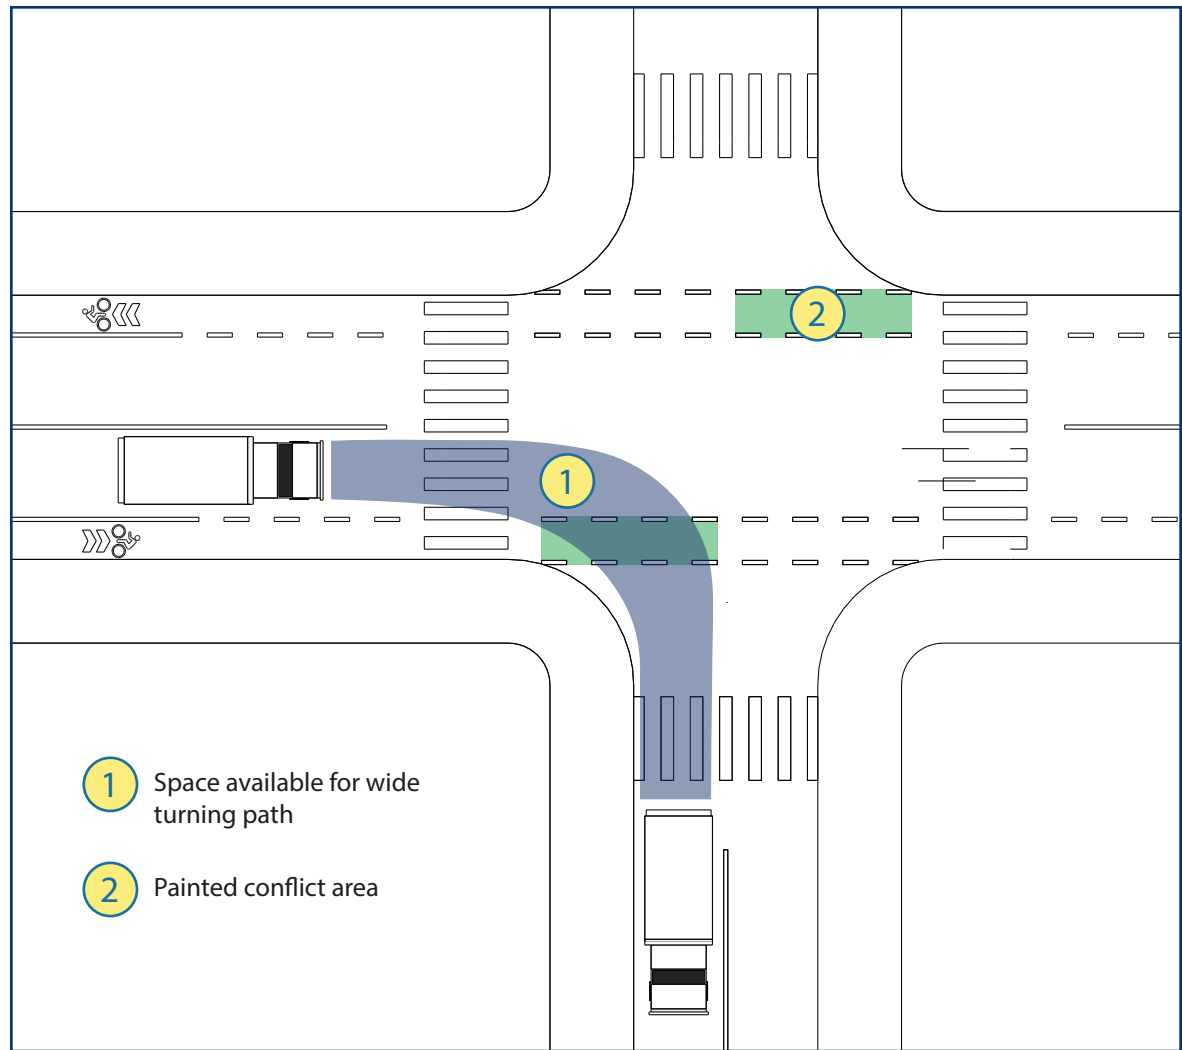 2
1
1 Space available for wide
turning path
2 Painted conflict area